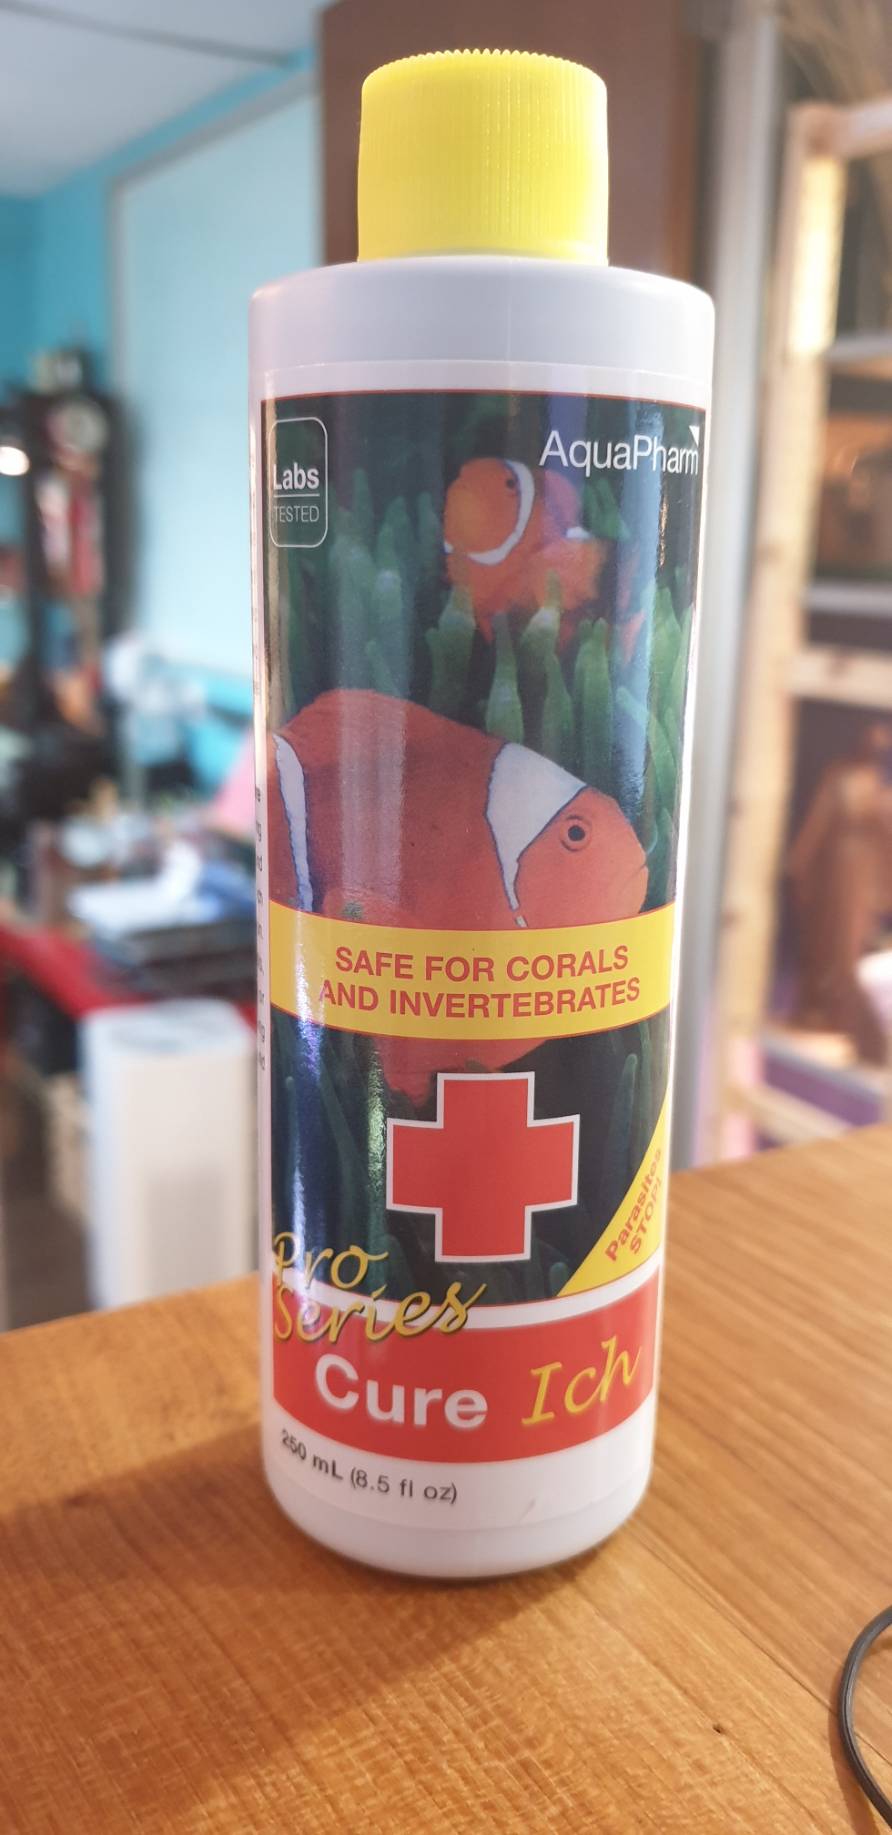 Labs
TESTED
AquaPharm
SAFE FOR CORALS
AND INVERTEBRATES
Parasites
STOP!
Pro
Series
Cure Ich
250 mL (8.5 fl oz)